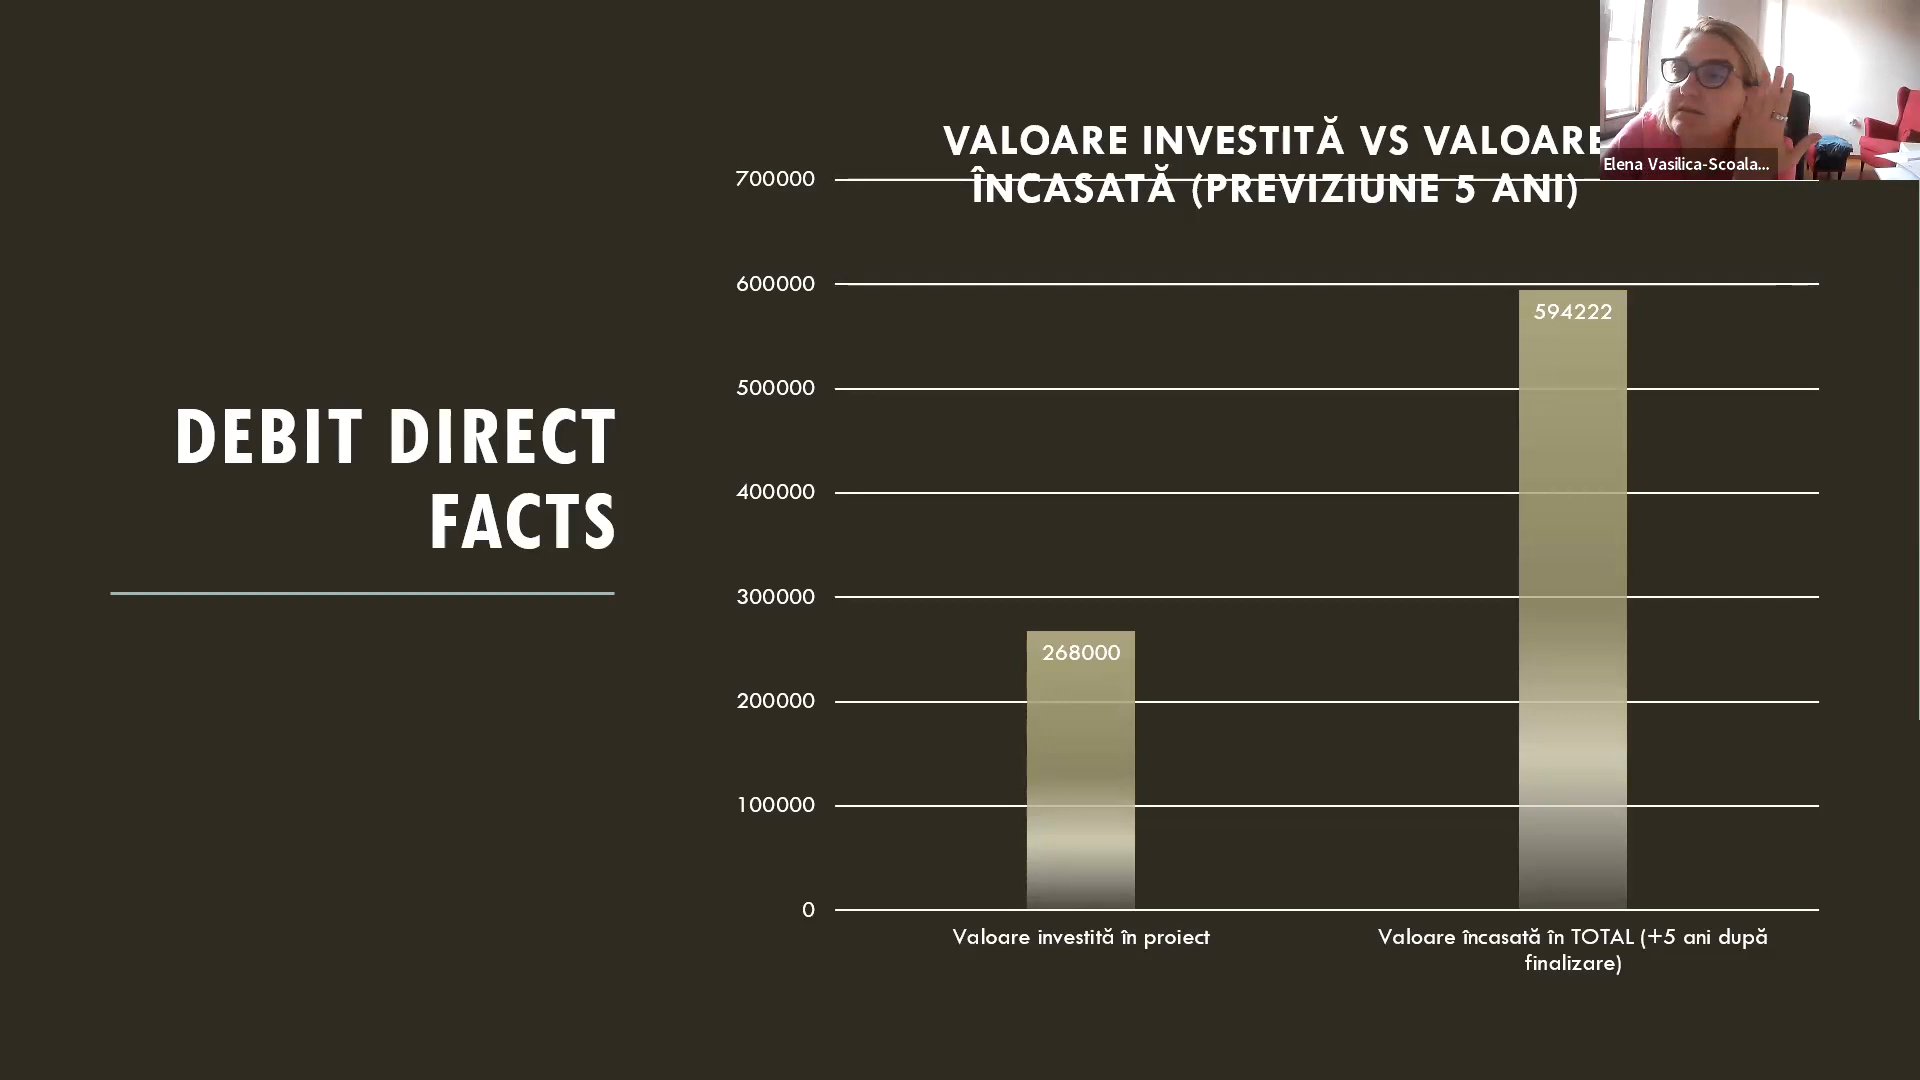 DEBIT DIRECT
FACTS
VALOARE INVESTITĂ VS VALOARE
ÎNCASATĂ (PREVIZIUNE 5 ANI)
700000
600000
500000
400000
300000
200000
100000
0
594222
268000
Valoare investită în proiect
Valoare încasată în TOTAL (+5 ani după
finalizare)
Elena Vasilica-Scoala...